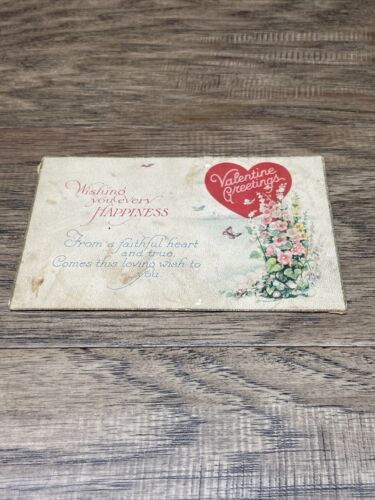 Valentine
Greetings
Wishing
you every
HAPPINESS
From a faithful heart
and true,
Comes this loving wish to
you.